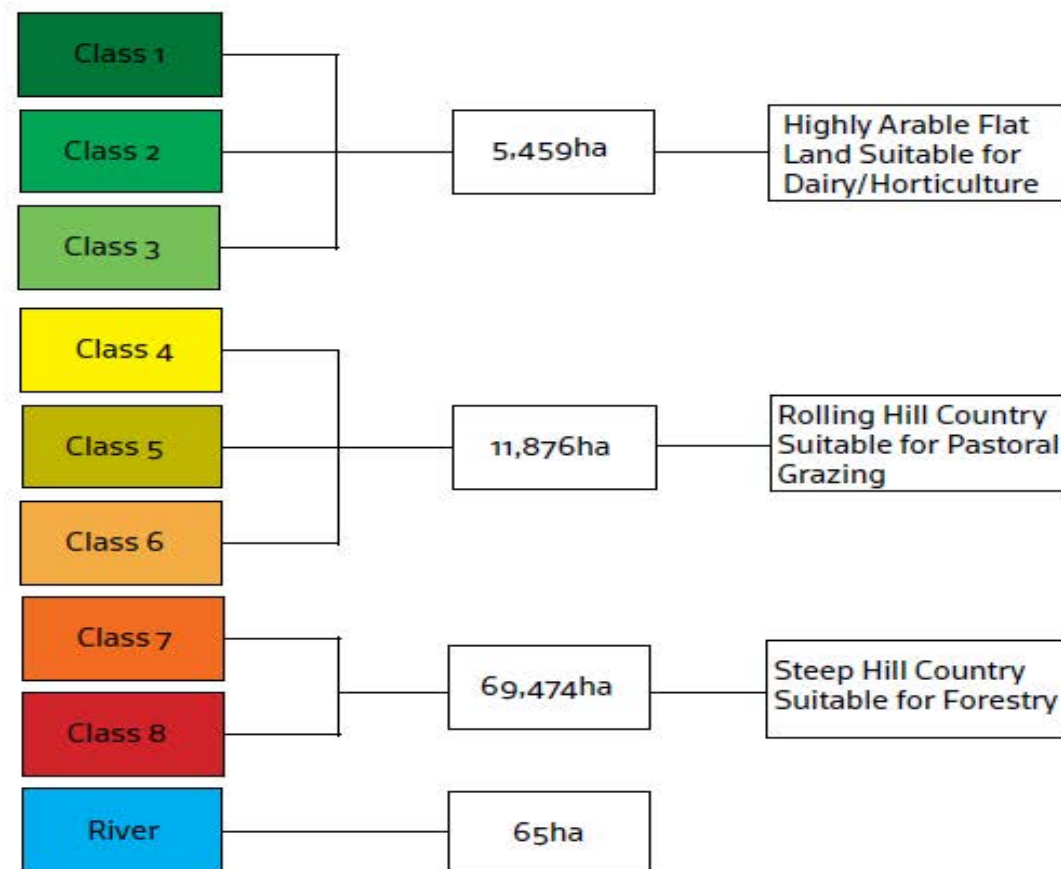 Class 1
Class 2
Class 3
5,459ha
Highly Arable Flat
Land Suitable for
Dairy/Horticulture
Class 4
Class 5
Class 6
11,876ha
Rolling Hill Country
Suitable for Pastoral
Grazing
Class 7
Class 8
69,474ha
Steep Hill Country
Suitable for Forestry
River
65ha